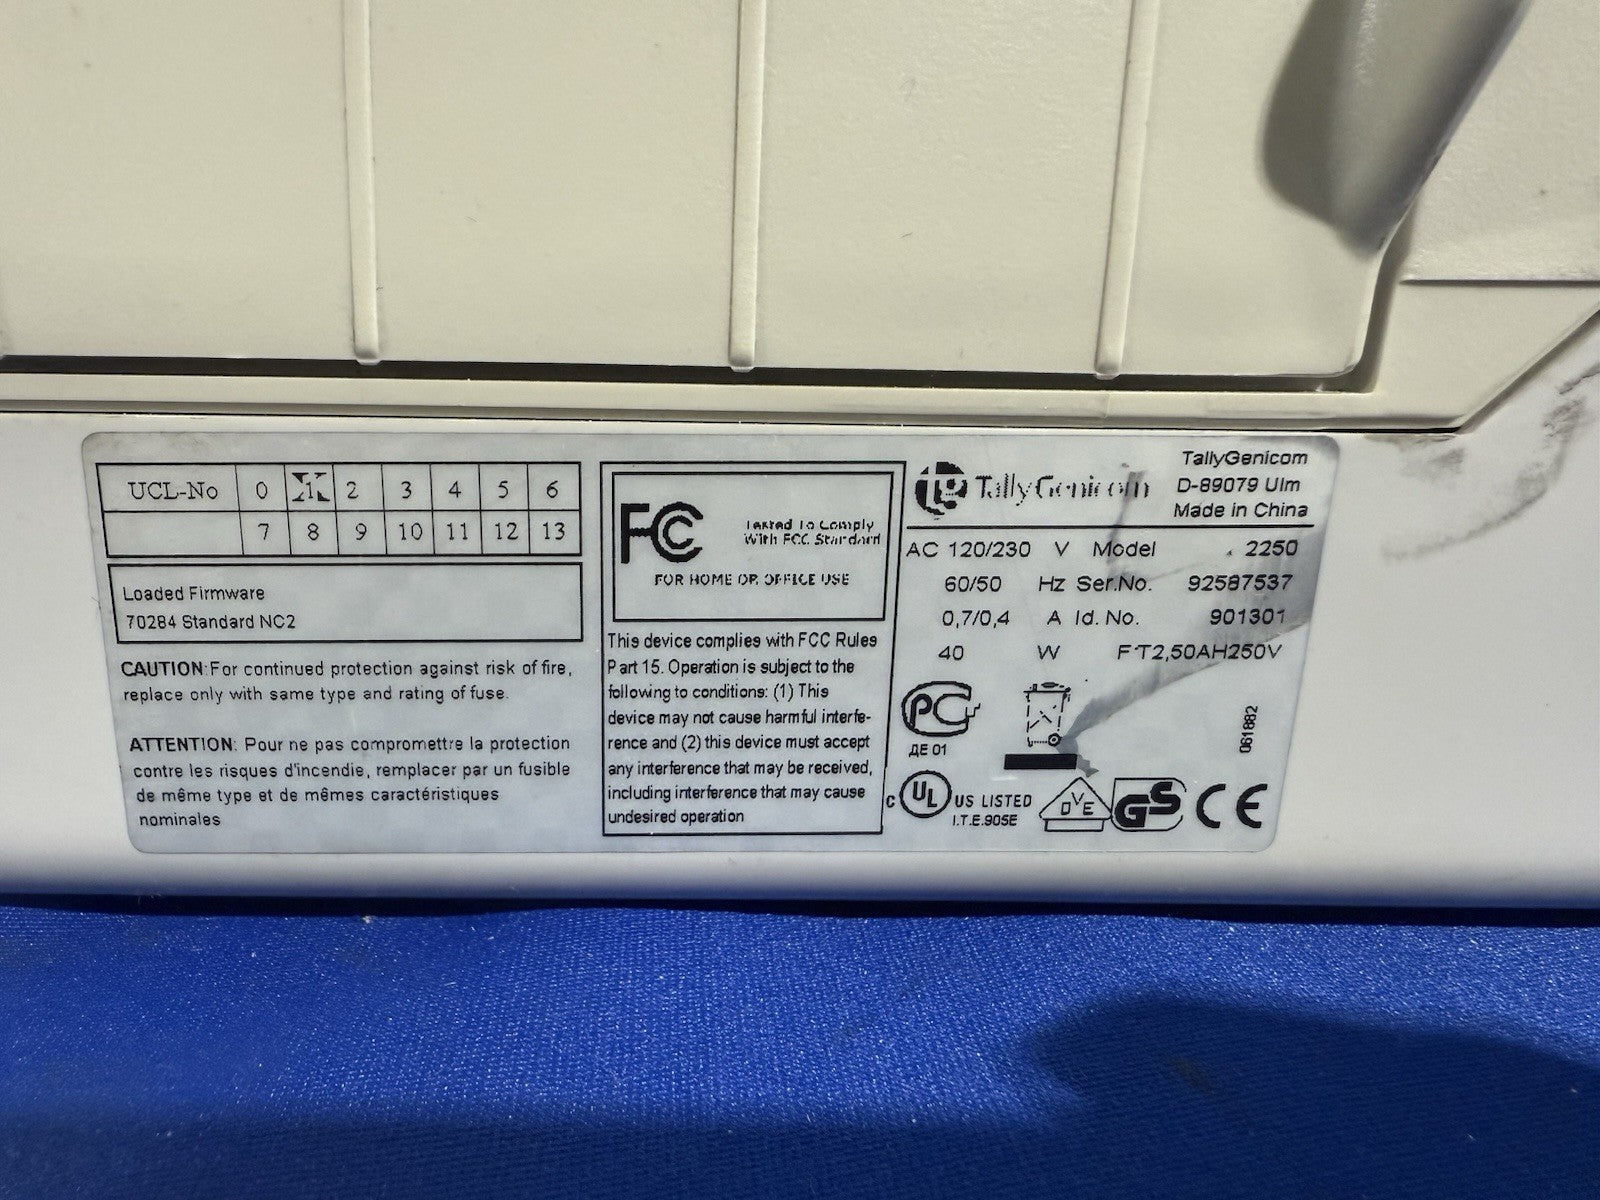 UCL-No 0 1 2 3 4 5 6
7 8 9 10 11 12 13
Loaded Firmware
70284 Standard NC2
CAUTION: For continued protection against risk of fire,
replace only with same type and rating of fuse.
ATTENTION: Pour ne pas compromettre la protection
contre les risques d'incendie, remplacer par un fusible
de même type et de mêmes caractéristiques
nominales
FC
Tested To Comply
With FCC Standard
FOR HOME OR OFFICE USE
This device complies with FCC Rules
Part 15. Operation is subject to the
following to conditions: (1) This
device may not cause harmful interfe-
rence and (2) this device must accept
any interference that may be received,
including interference that may cause
undesired operation
TallyGenicom
TallyGenicom
D-89079 Ulm
Made in China
AC 120/230 V Model 2250
60/50 Hz Ser.No. 92587537
0,7/0,4 A Id. No. 901301
40 W F T2,50AH250V
PC
ДЕ 01
061882
C UL US LISTED
I.T.E.905E
OVE
GS
CE